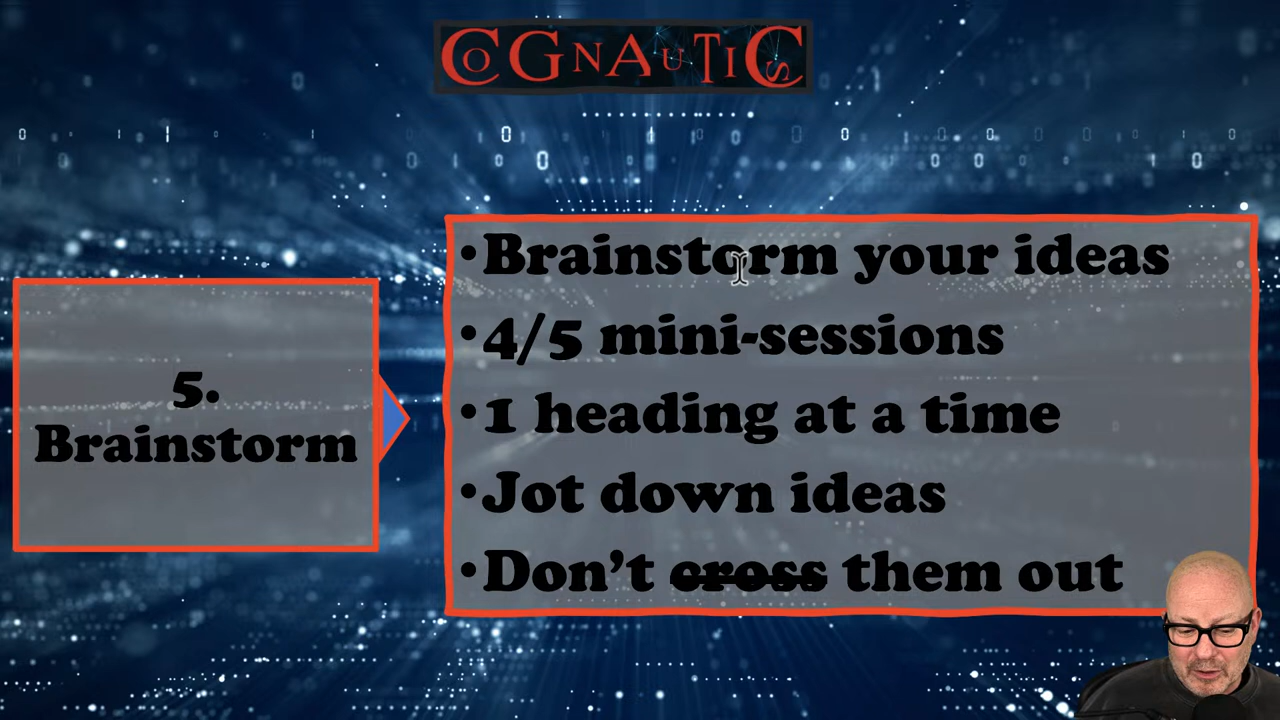 COGNAUTICS
5.
Brainstorm
•Brainstorm your ideas
•4/5 mini-sessions
•1 heading at a time
•Jot down ideas
•Don’t cross them out